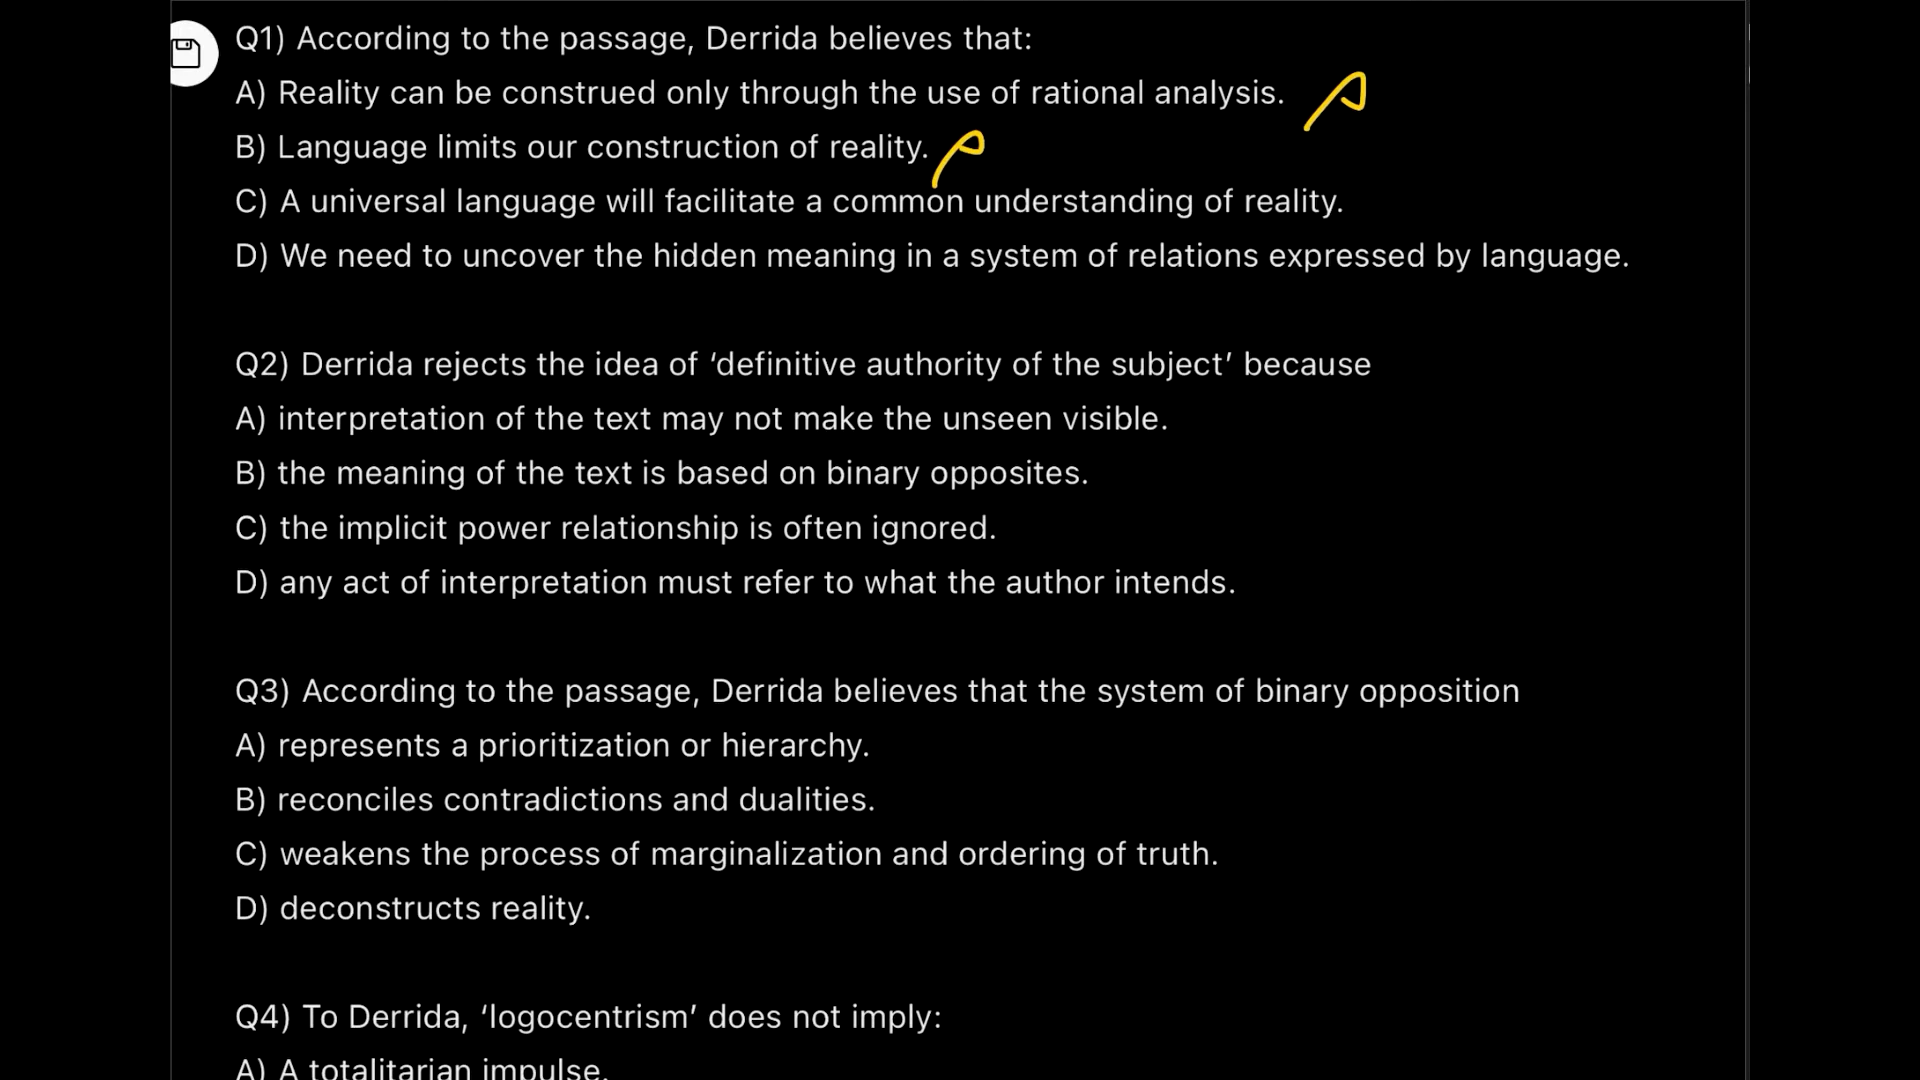 Q1) According to the passage, Derrida believes that:
A) Reality can be construed only through the use of rational analysis.
B) Language limits our construction of reality.
C) A universal language will facilitate a common understanding of reality.
D) We need to uncover the hidden meaning in a system of relations expressed by language.
Q2) Derrida rejects the idea of ‘definitive authority of the subject’ because
A) interpretation of the text may not make the unseen visible.
B) the meaning of the text is based on binary opposites.
C) the implicit power relationship is often ignored.
D) any act of interpretation must refer to what the author intends.
Q3) According to the passage, Derrida believes that the system of binary opposition
A) represents a prioritization or hierarchy.
B) reconciles contradictions and dualities.
C) weakens the process of marginalization and ordering of truth.
D) deconstructs reality.
Q4) To Derrida, ‘logocentrism’ does not imply:
A) A totalitarian impulse.